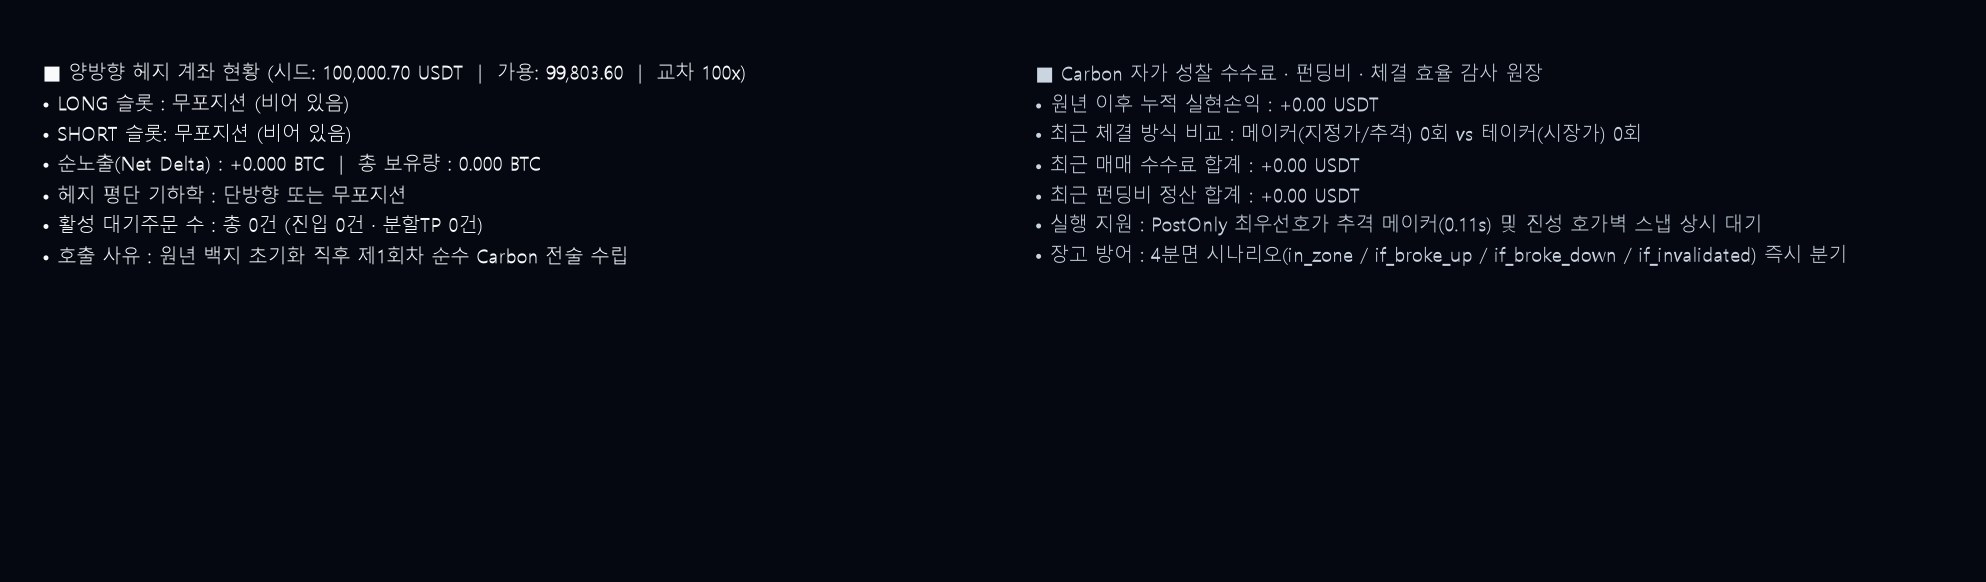 ■ 양방향 헤지 계좌 현황 (시드: 100,000.70 USDT | 가용: 99,803.60 | 교차 100x)
• LONG 슬롯 : 무포지션 (비어 있음)
• SHORT 슬롯: 무포지션 (비어 있음)
• 순노출(Net Delta) : +0.000 BTC | 총 보유량 : 0.000 BTC
• 헤지 평단 기하학 : 단방향 또는 무포지션
• 활성 대기주문 수 : 총 0건 (진입 0건 · 분할TP 0건)
• 호출 사유 : 원년 백지 초기화 직후 제1회차 순수 Carbon 전술 수립
■ Carbon 자가 성찰 수수료 · 펀딩비 · 체결 효율 감사 원장
• 원년 이후 누적 실현손익 : +0.00 USDT
• 최근 체결 방식 비교 : 메이커(지정가/추격) 0회 vs 테이커(시장가) 0회
• 최근 매매 수수료 합계 : +0.00 USDT
• 최근 펀딩비 정산 합계 : +0.00 USDT
• 실행 지원 : PostOnly 최우선호가 추격 메이커(0.11s) 및 진성 호가벽 스냅 상시 대기
• 장고 방어 : 4분면 시나리오(in_zone / if_broke_up / if_broke_down / if_invalidated) 즉시 분기